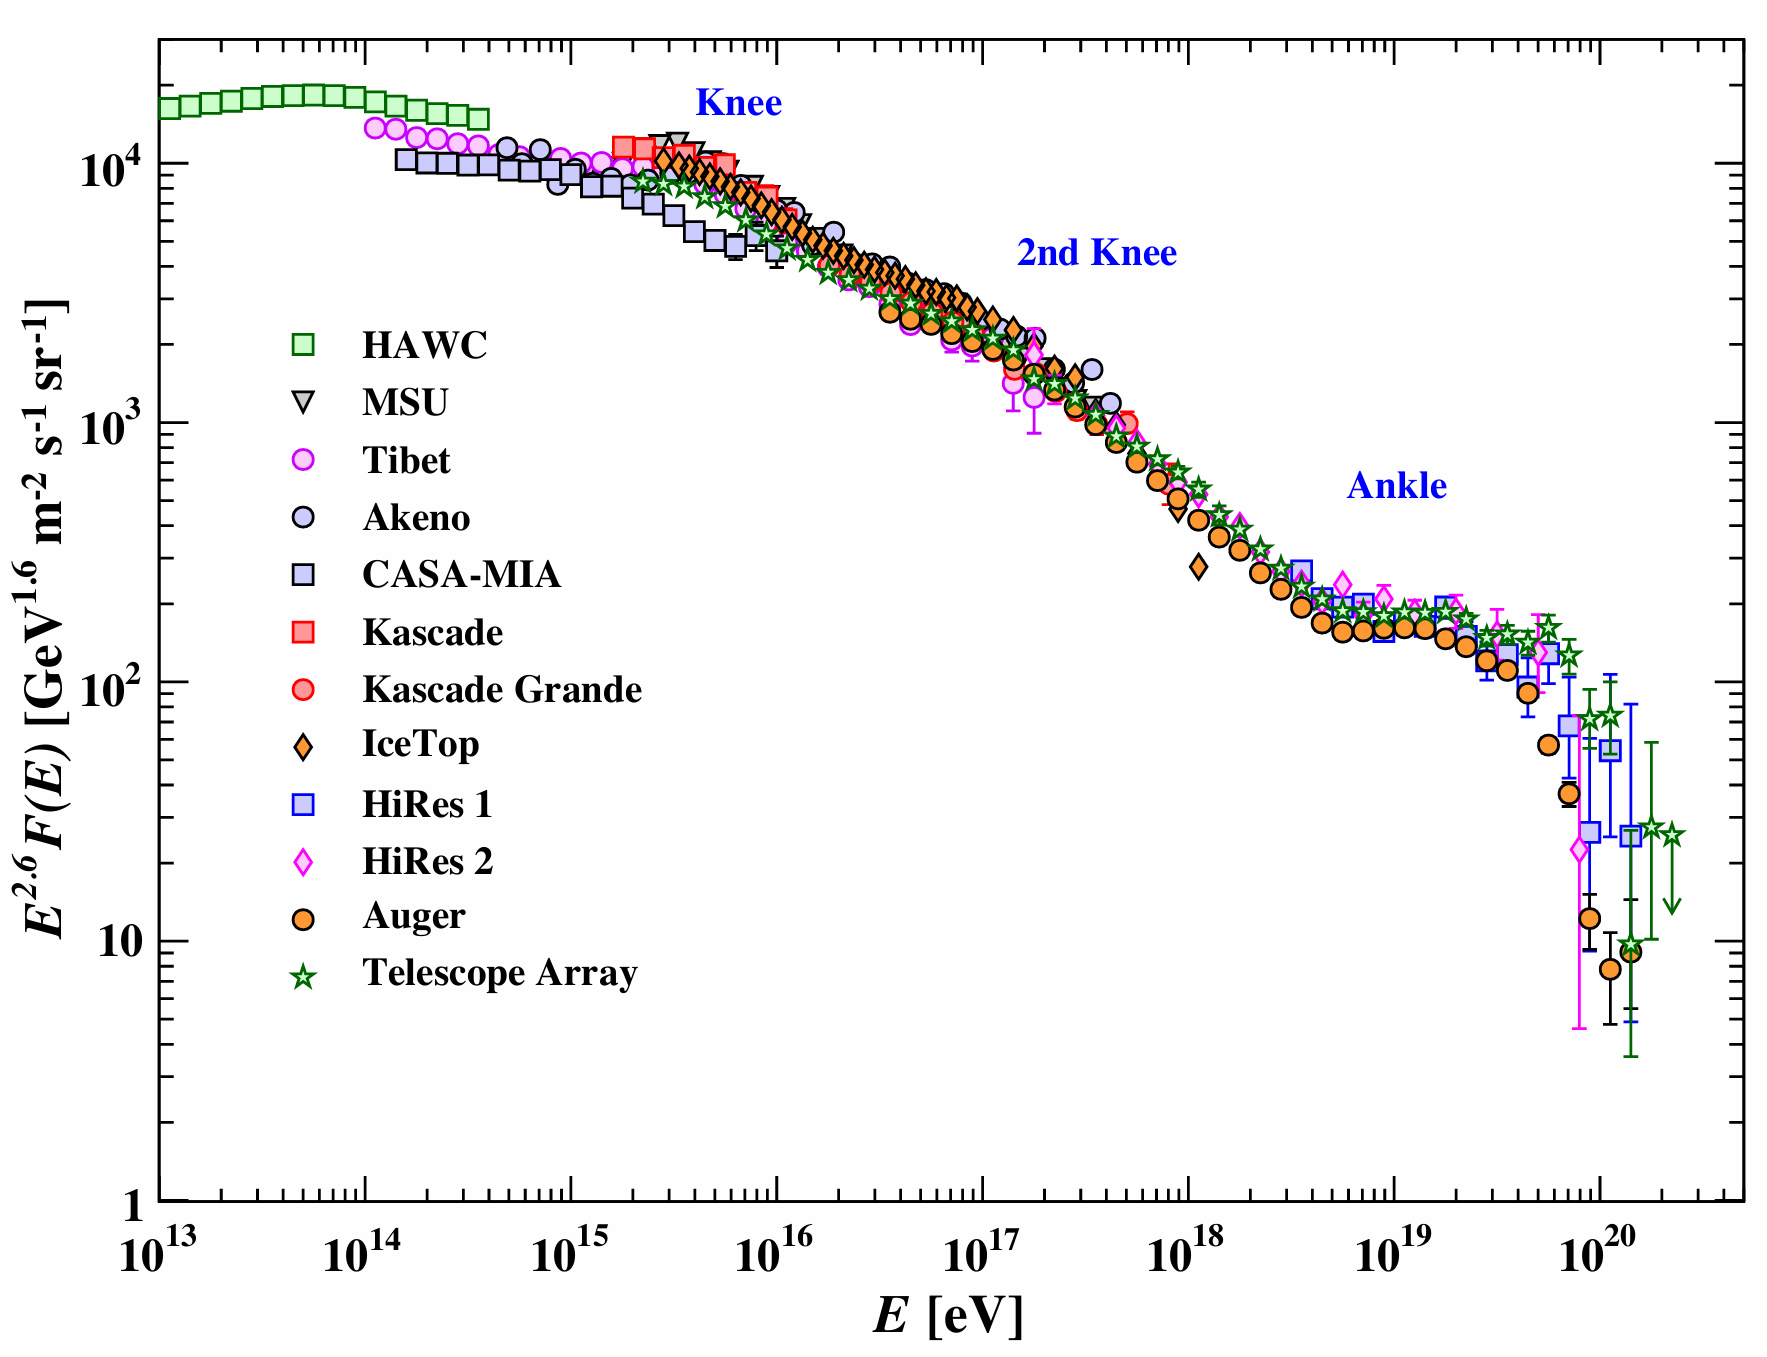 Knee
2nd Knee
Ankle
HAWC
MSU
Tibet
Akeno
CASA-MIA
Kascade
Kascade Grande
IceTop
HiRes 1
HiRes 2
Auger
Telescope Array
E^2.6 F(E) [GeV^1.6 m^-2 s^-1 sr^-1]
10^4
10^3
10^2
10
1
10^13 10^14 10^15 10^16 10^17 10^18 10^19 10^20
E [eV]